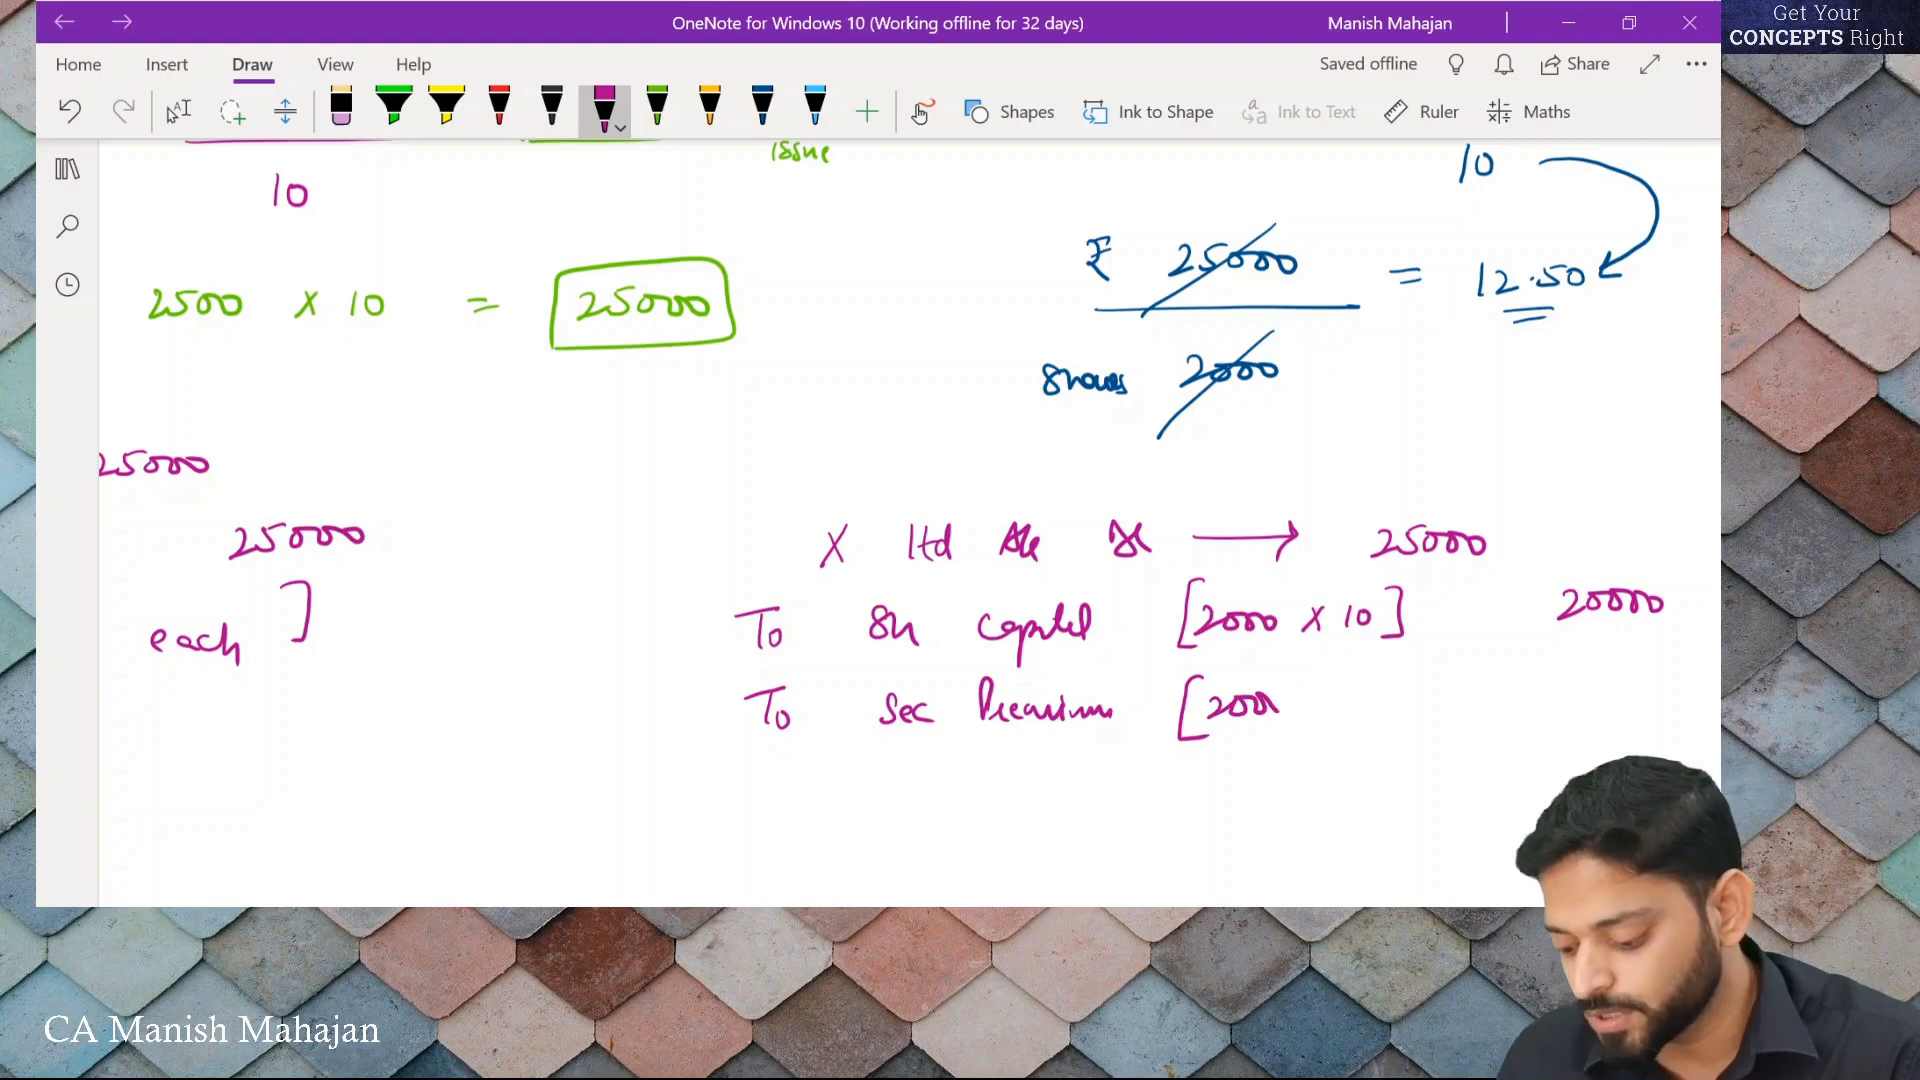 OneNote for Windows 10 (Working offline for 32 days)
Manish Mahajan
Get Your
CONCEPTS Right
Home Insert Draw View Help
Saved offline Share
Shapes Ink to Shape Ink to Text Ruler Maths
issue
10
10
₹ 25000 = 12.50
2500 x 10 = 25000
Shares 2000
25000
25000
each ]
X ltd → 25000
To Sh Capital [2000 x 10] 20000
To Sec Premium [200
CA Manish Mahajan